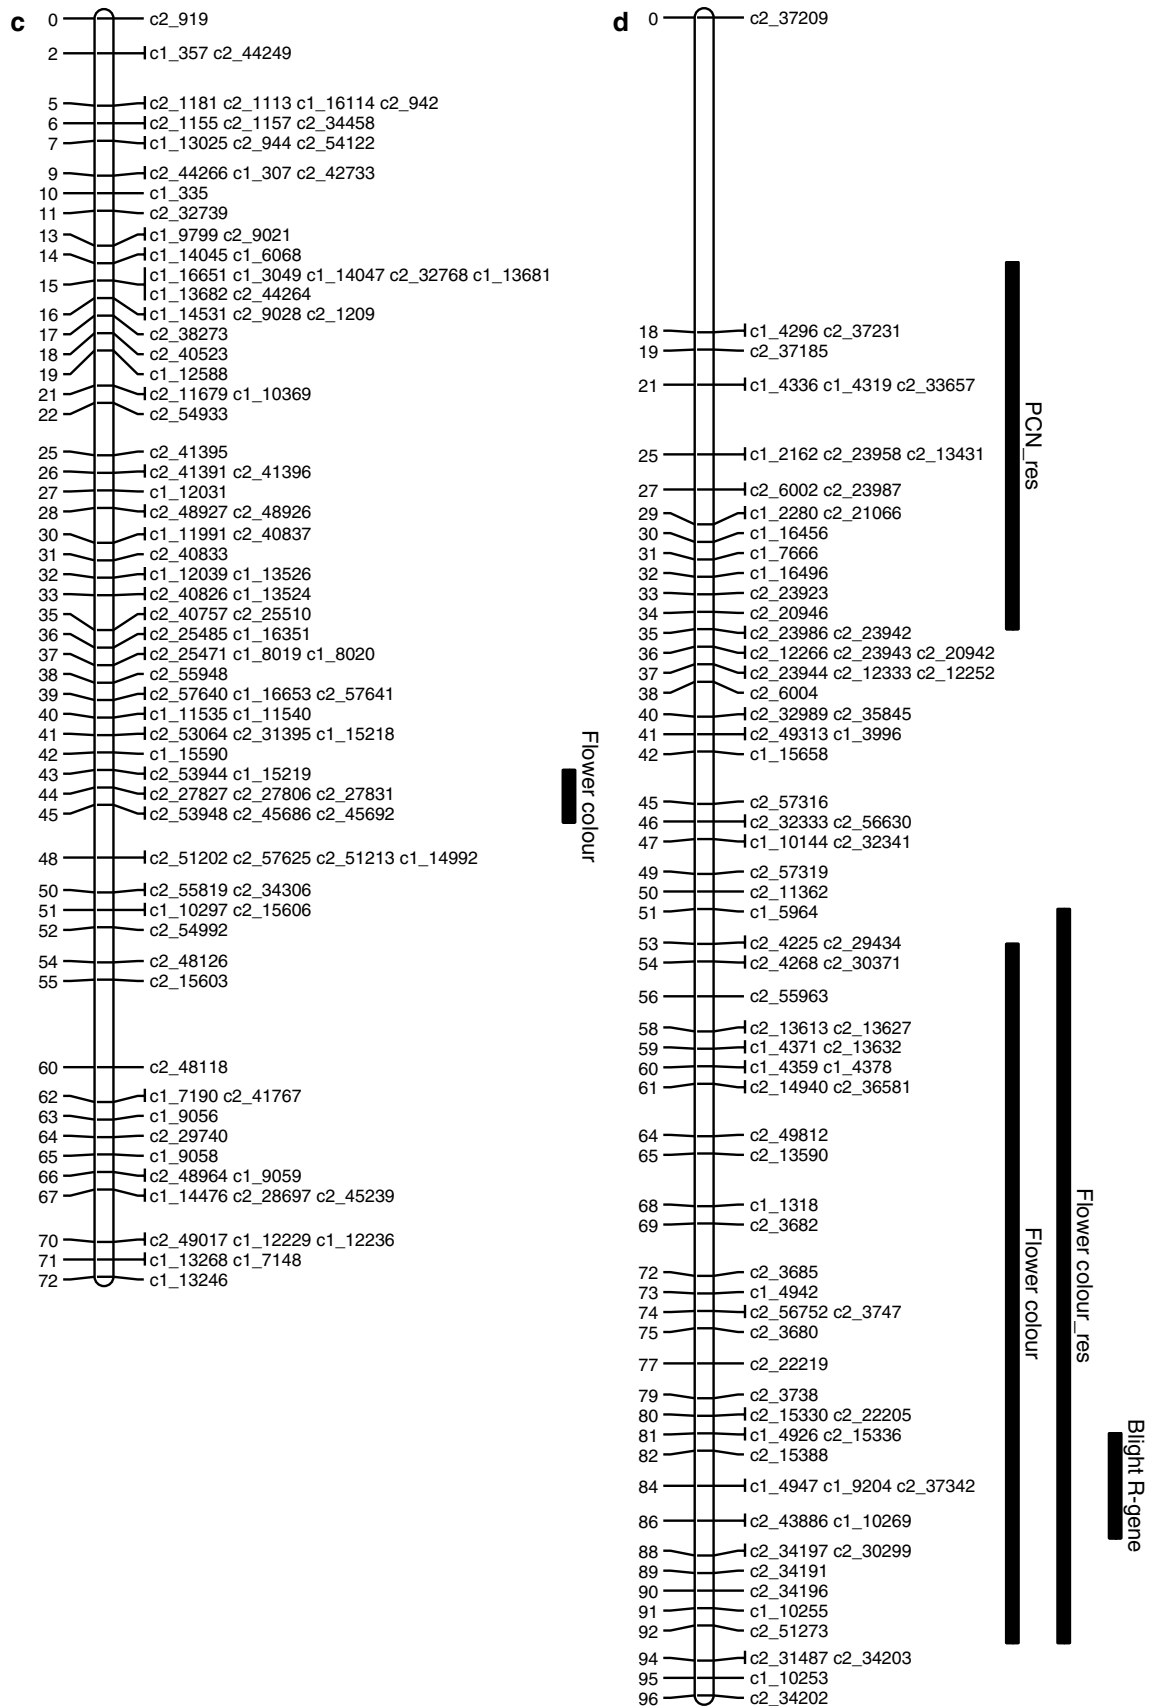 c
0 c2_919
2 c1_357 c2_44249
5 c2_1181 c2_1113 c1_16114 c2_942
6 c2_1155 c2_1157 c2_34458
7 c1_13025 c2_944 c2_54122
9 c2_44266 c1_307 c2_42733
10 c1_335
11 c2_32739
13 c1_9799 c2_9021
14 c1_14045 c1_6068
15 c1_16651 c1_3049 c1_14047 c2_32768 c1_13681
c1_13682 c2_44264
16 c1_14531 c2_9028 c2_1209
17 c2_38273
18 c2_40523
19 c1_12588
21 c2_11679 c1_10369
22 c2_54933
25 c2_41395
26 c2_41391 c2_41396
27 c1_12031
28 c2_48927 c2_48926
30 c1_11991 c2_40837
31 c2_40833
32 c1_12039 c1_13526
33 c2_40826 c1_13524
35 c2_40757 c2_25510
36 c2_25485 c1_16351
37 c2_25471 c1_8019 c1_8020
38 c2_55948
39 c2_57640 c1_16653 c2_57641
40 c1_11535 c1_11540
41 c2_53064 c2_31395 c1_15218
42 c1_15590
43 c2_53944 c1_15219
44 c2_27827 c2_27806 c2_27831
45 c2_53948 c2_45686 c2_45692
48 c2_51202 c2_57625 c2_51213 c1_14992
50 c2_55819 c2_34306
51 c1_10297 c2_15606
52 c2_54992
54 c2_48126
55 c2_15603
60 c2_48118
62 c1_7190 c2_41767
63 c1_9056
64 c2_29740
65 c1_9058
66 c2_48964 c1_9059
67 c1_14476 c2_28697 c2_45239
70 c2_49017 c1_12229 c1_12236
71 c1_13268 c1_7148
72 c1_13246
Flower colour
d
0 c2_37209
18 c1_4296 c2_37231
19 c2_37185
21 c1_4336 c1_4319 c2_33657
25 c1_2162 c2_23958 c2_13431
27 c2_6002 c2_23987
29 c1_2280 c2_21066
30 c1_16456
31 c1_7666
32 c1_16496
33 c2_23923
34 c2_20946
35 c2_23986 c2_23942
36 c2_12266 c2_23943 c2_20942
37 c2_23944 c2_12333 c2_12252
38 c2_6004
40 c2_32989 c2_35845
41 c2_49313 c1_3996
42 c1_15658
45 c2_57316
46 c2_32333 c2_56630
47 c1_10144 c2_32341
49 c2_57319
50 c2_11362
51 c1_5964
53 c2_4225 c2_29434
54 c2_4268 c2_30371
56 c2_55963
58 c2_13613 c2_13627
59 c1_4371 c2_13632
60 c1_4359 c1_4378
61 c2_14940 c2_36581
64 c2_49812
65 c2_13590
68 c1_1318
69 c2_3682
72 c2_3685
73 c1_4942
74 c2_56752 c2_3747
75 c2_3680
77 c2_22219
79 c2_3738
80 c2_15330 c2_22205
81 c1_4926 c2_15336
82 c2_15388
84 c1_4947 c1_9204 c2_37342
86 c2_43886 c1_10269
88 c2_34197 c2_30299
89 c2_34191
90 c2_34196
91 c1_10255
92 c2_51273
94 c2_31487 c2_34203
95 c1_10253
96 c2_34202
PCN_res
Flower colour
Flower colour_res
Blight R-gene